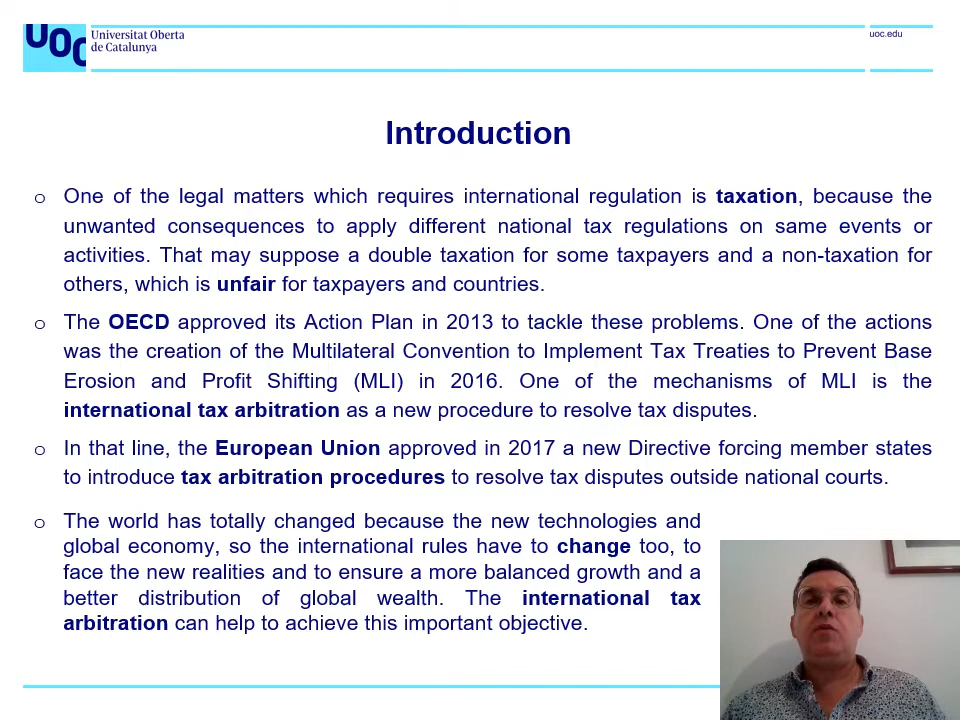 UOC
Universitat Oberta
de Catalunya
uoc.edu
Introduction
o One of the legal matters which requires international regulation is taxation, because the
unwanted consequences to apply different national tax regulations on same events or
activities. That may suppose a double taxation for some taxpayers and a non-taxation for
others, which is unfair for taxpayers and countries.
o The OECD approved its Action Plan in 2013 to tackle these problems. One of the actions
was the creation of the Multilateral Convention to Implement Tax Treaties to Prevent Base
Erosion and Profit Shifting (MLI) in 2016. One of the mechanisms of MLI is the
international tax arbitration as a new procedure to resolve tax disputes.
o In that line, the European Union approved in 2017 a new Directive forcing member states
to introduce tax arbitration procedures to resolve tax disputes outside national courts.
o The world has totally changed because the new technologies and
global economy, so the international rules have to change too, to
face the new realities and to ensure a more balanced growth and a
better distribution of global wealth. The international tax
arbitration can help to achieve this important objective.